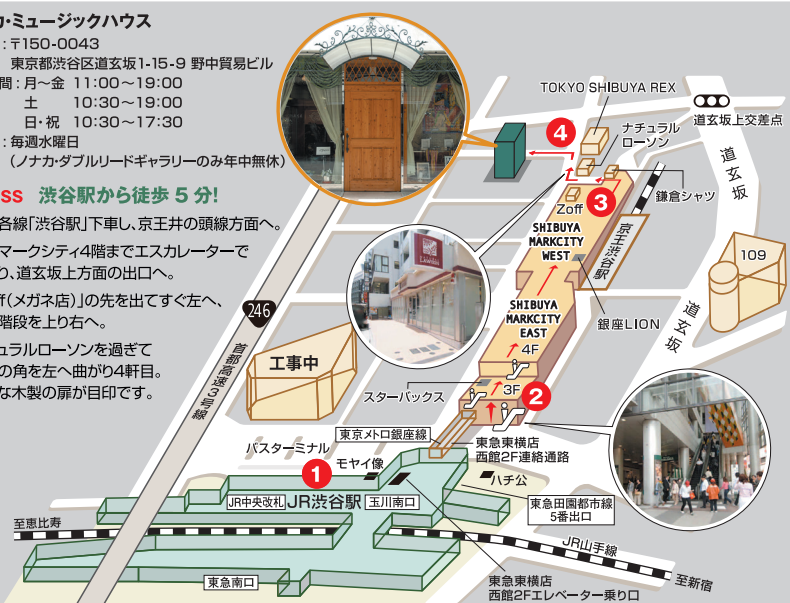 カ・ミュージックハウス
: 〒150-0043
東京都渋谷区道玄坂1-15-9 野中貿易ビル
間 : 月〜金 11:00〜19:00
土 10:30〜19:00
日・祝 10:30〜17:30
: 毎週水曜日
(ノナカ・ダブルリードギャラリーのみ年中無休)
SS 渋谷駅から徒歩 5 分!
各線「渋谷駅」下車し、京王井の頭線方面へ。
マークシティ4階までエスカレーターで
り、道玄坂上方面の出口へ。
ff(メガネ店)」の先を出てすぐ左へ、
階段を上り右へ。
ュラルローソンを過ぎて
の角を左へ曲がり4軒目。
な木製の扉が目印です。
TOKYO SHIBUYA REX
道玄坂上交差点
4
ナチュラル
ローソン
道玄坂
鎌倉シャツ
3
Zoff
SHIBUYA
MARKCITY
WEST
京王渋谷駅
109
銀座LION
道玄坂
SHIBUYA
MARKCITY
EAST
246
首都高速3号線
工事中
4F
スターバックス
3F
2
東京メトロ銀座線
東急東横店
西館2F連絡通路
バスターミナル
1
モヤイ像
ハチ公
JR中央改札
JR渋谷駅
玉川南口
東急田園都市線
5番出口
至恵比寿
JR山手線
至新宿
東急南口
東急東横店
西館2Fエレベーター乗り口